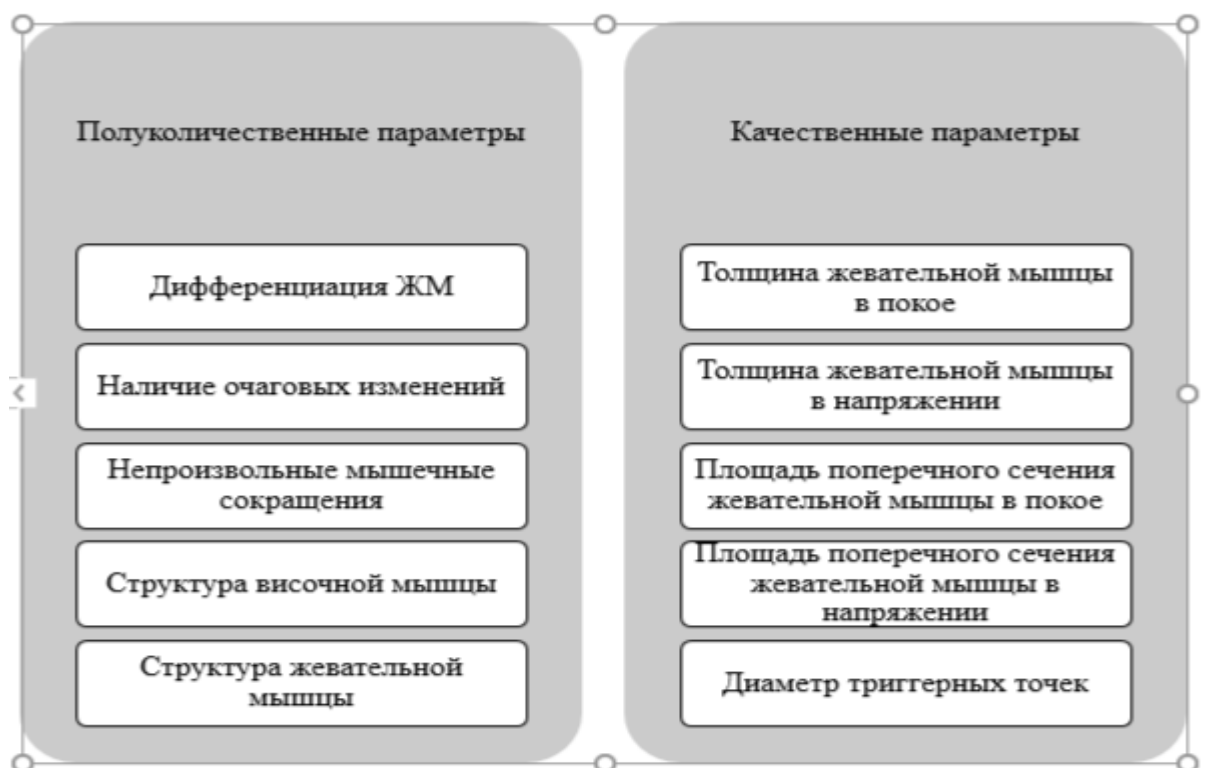 Полуколичественные параметры
Дифференциация ЖМ
Наличие очаговых изменений
Непроизвольные мышечные
сокращения
Структура височной мышцы
Структура жевательной
мышцы
Качественные параметры
Толщина жевательной мышцы
в покое
Толщина жевательной мышцы
в напряжении
Площадь поперечного сечения
жевательной мышцы в покое
Площадь поперечного сечения
жевательной мышцы в
напряжении
Диаметр триггерных точек